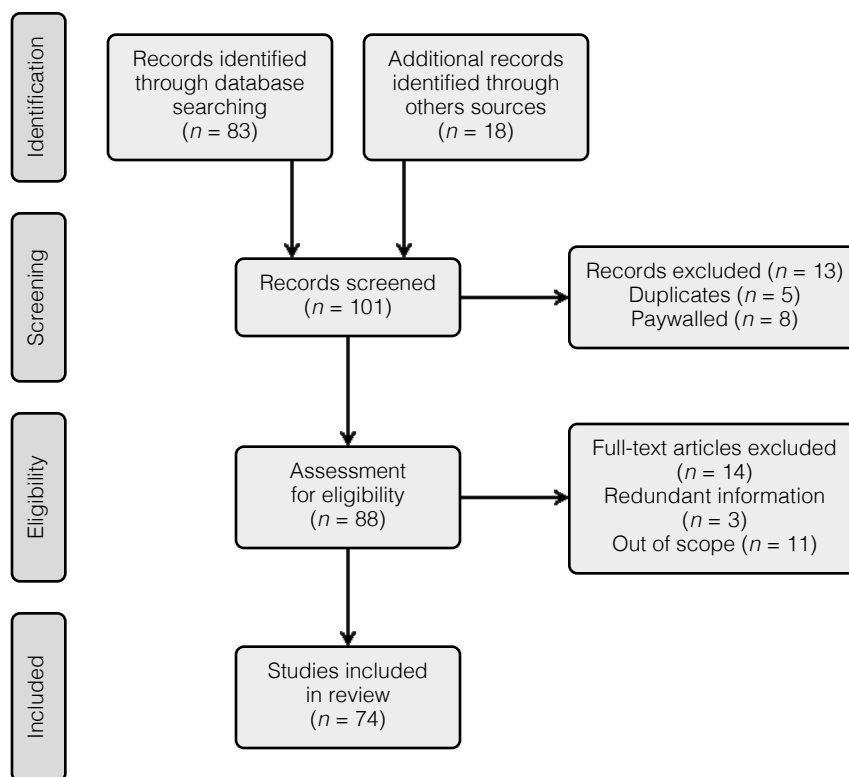 Identification
Records identified
through database
searching
(n = 83)
Additional records
identified through
others sources
(n = 18)
Screening
Records screened
(n = 101)
Records excluded (n = 13)
Duplicates (n = 5)
Paywalled (n = 8)
Eligibility
Assessment
for eligibility
(n = 88)
Full-text articles excluded
(n = 14)
Redundant information
(n = 3)
Out of scope (n = 11)
Included
Studies included
in review
(n = 74)